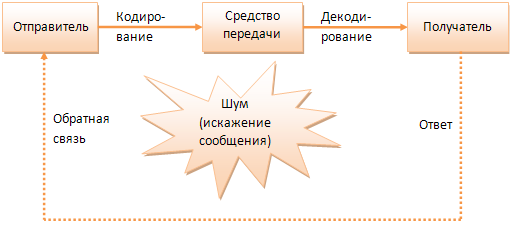 Отправитель
Кодиро-
вание
Средство
передачи
Декоди-
рование
Получатель
Шум
(искажение
сообщения)
Обратная
связь
Ответ